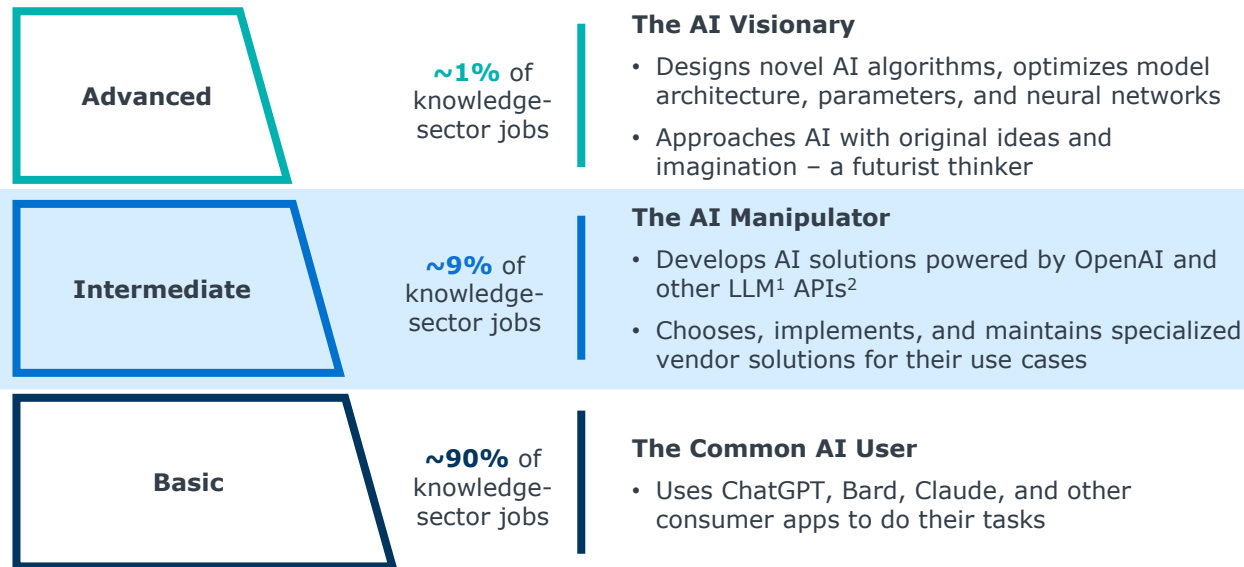 Advanced
~1% of
knowledge-
sector jobs
The AI Visionary
• Designs novel AI algorithms, optimizes model
architecture, parameters, and neural networks
• Approaches AI with original ideas and
imagination – a futurist thinker
Intermediate
~9% of
knowledge-
sector jobs
The AI Manipulator
• Develops AI solutions powered by OpenAI and
other LLM¹ APIs²
• Chooses, implements, and maintains specialized
vendor solutions for their use cases
Basic
~90% of
knowledge-
sector jobs
The Common AI User
• Uses ChatGPT, Bard, Claude, and other
consumer apps to do their tasks